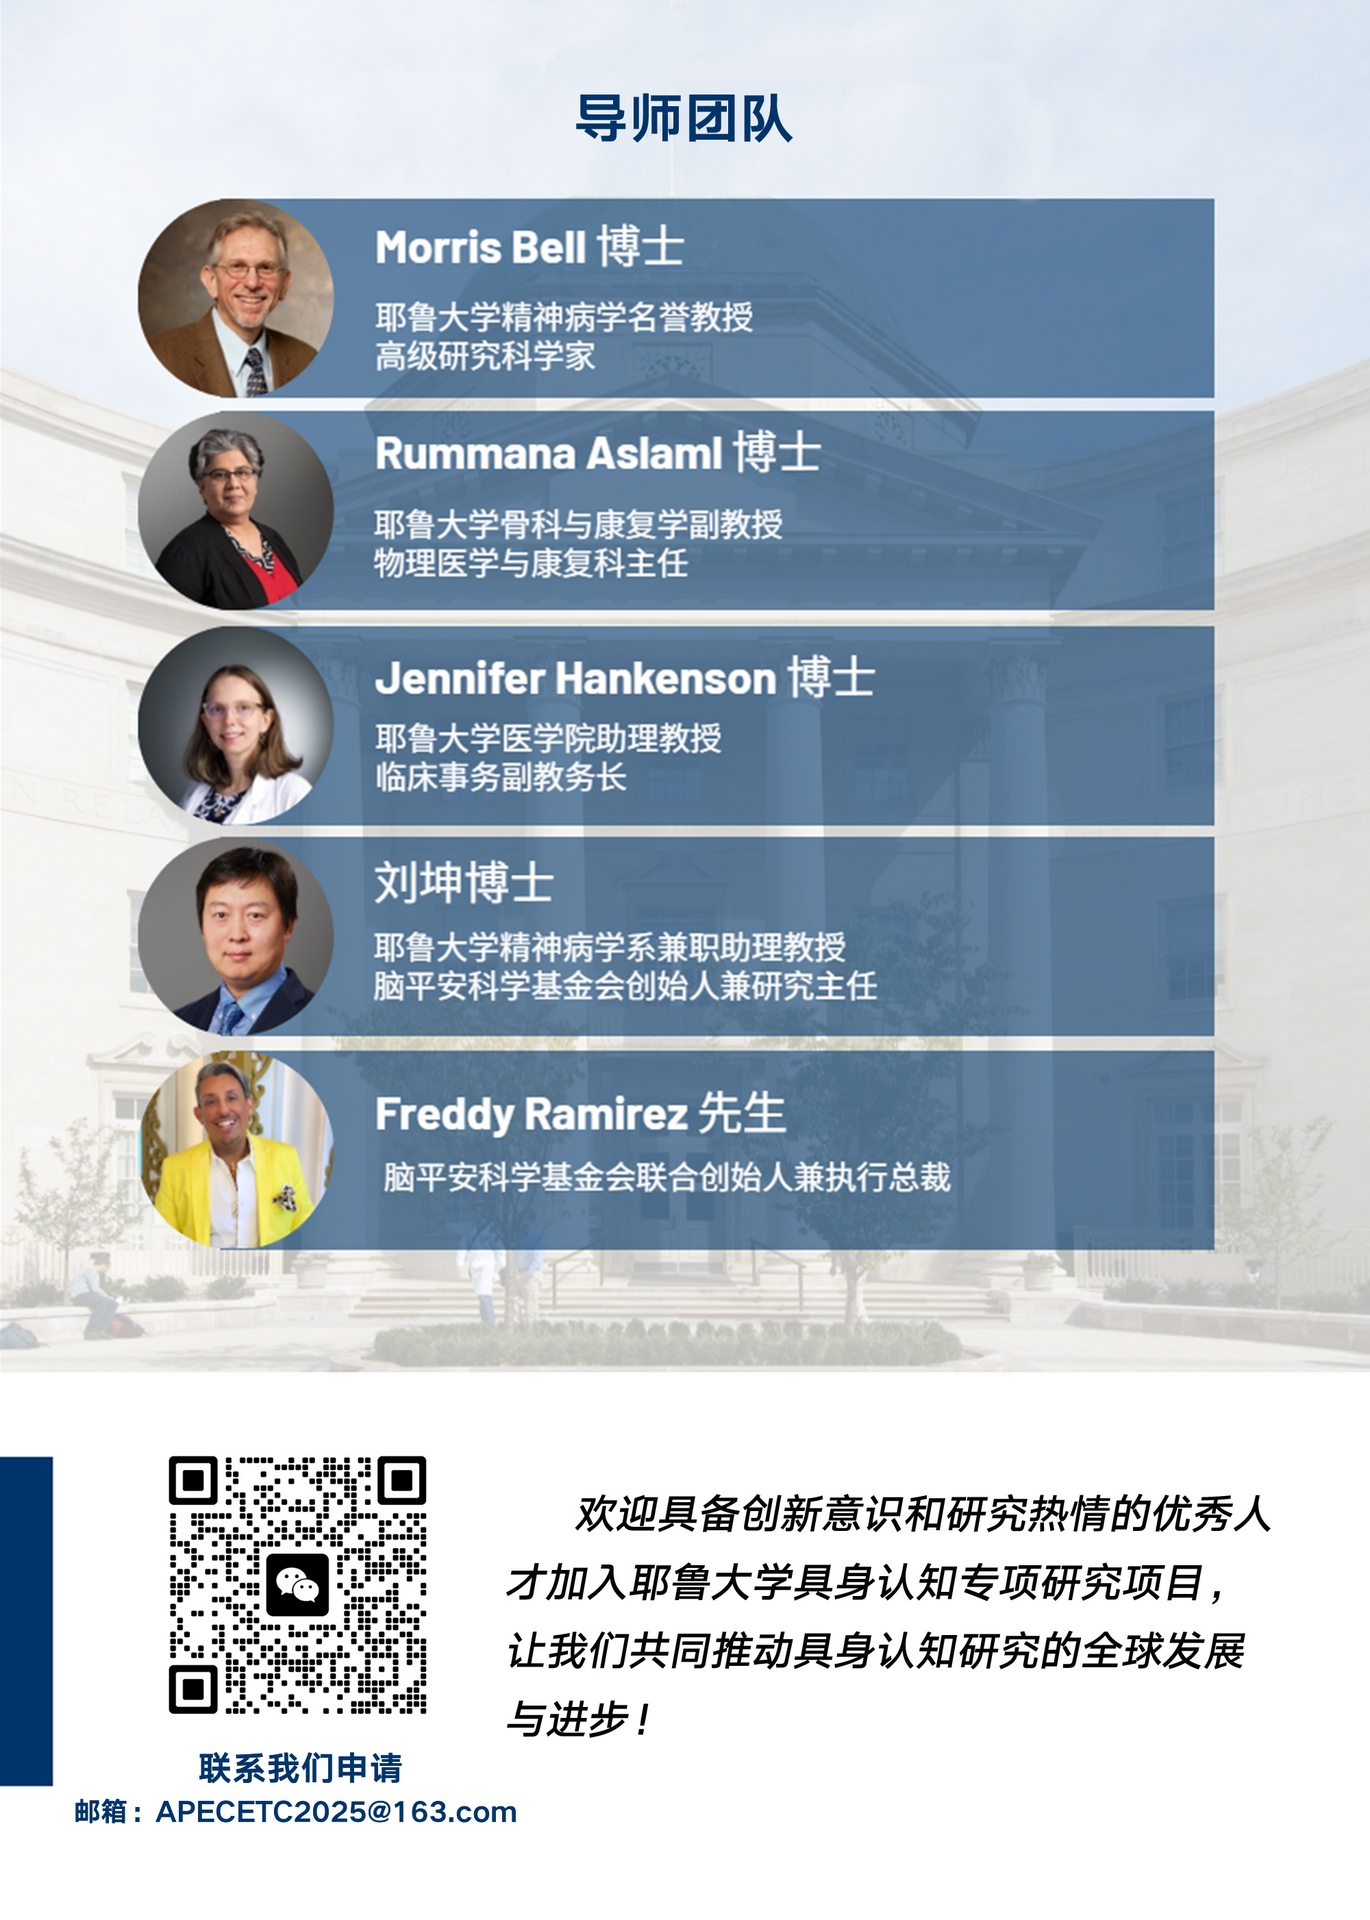 导师团队
Morris Bell 博士
耶鲁大学精神病学名誉教授
高级研究科学家
Rummana Aslaml 博士
耶鲁大学骨科与康复学副教授
物理医学与康复科主任
Jennifer Hankenson 博士
耶鲁大学医学院助理教授
临床事务副教务长
刘坤博士
耶鲁大学精神病学系兼职助理教授
脑平安科学基金会创始人兼研究主任
Freddy Ramirez 先生
脑平安科学基金会联合创始人兼执行总裁
欢迎具备创新意识和研究热情的优秀人
才加入耶鲁大学具身认知专项研究项目，
让我们共同推动具身认知研究的全球发展
与进步！
联系我们申请
邮箱：APECETC2025@163.com